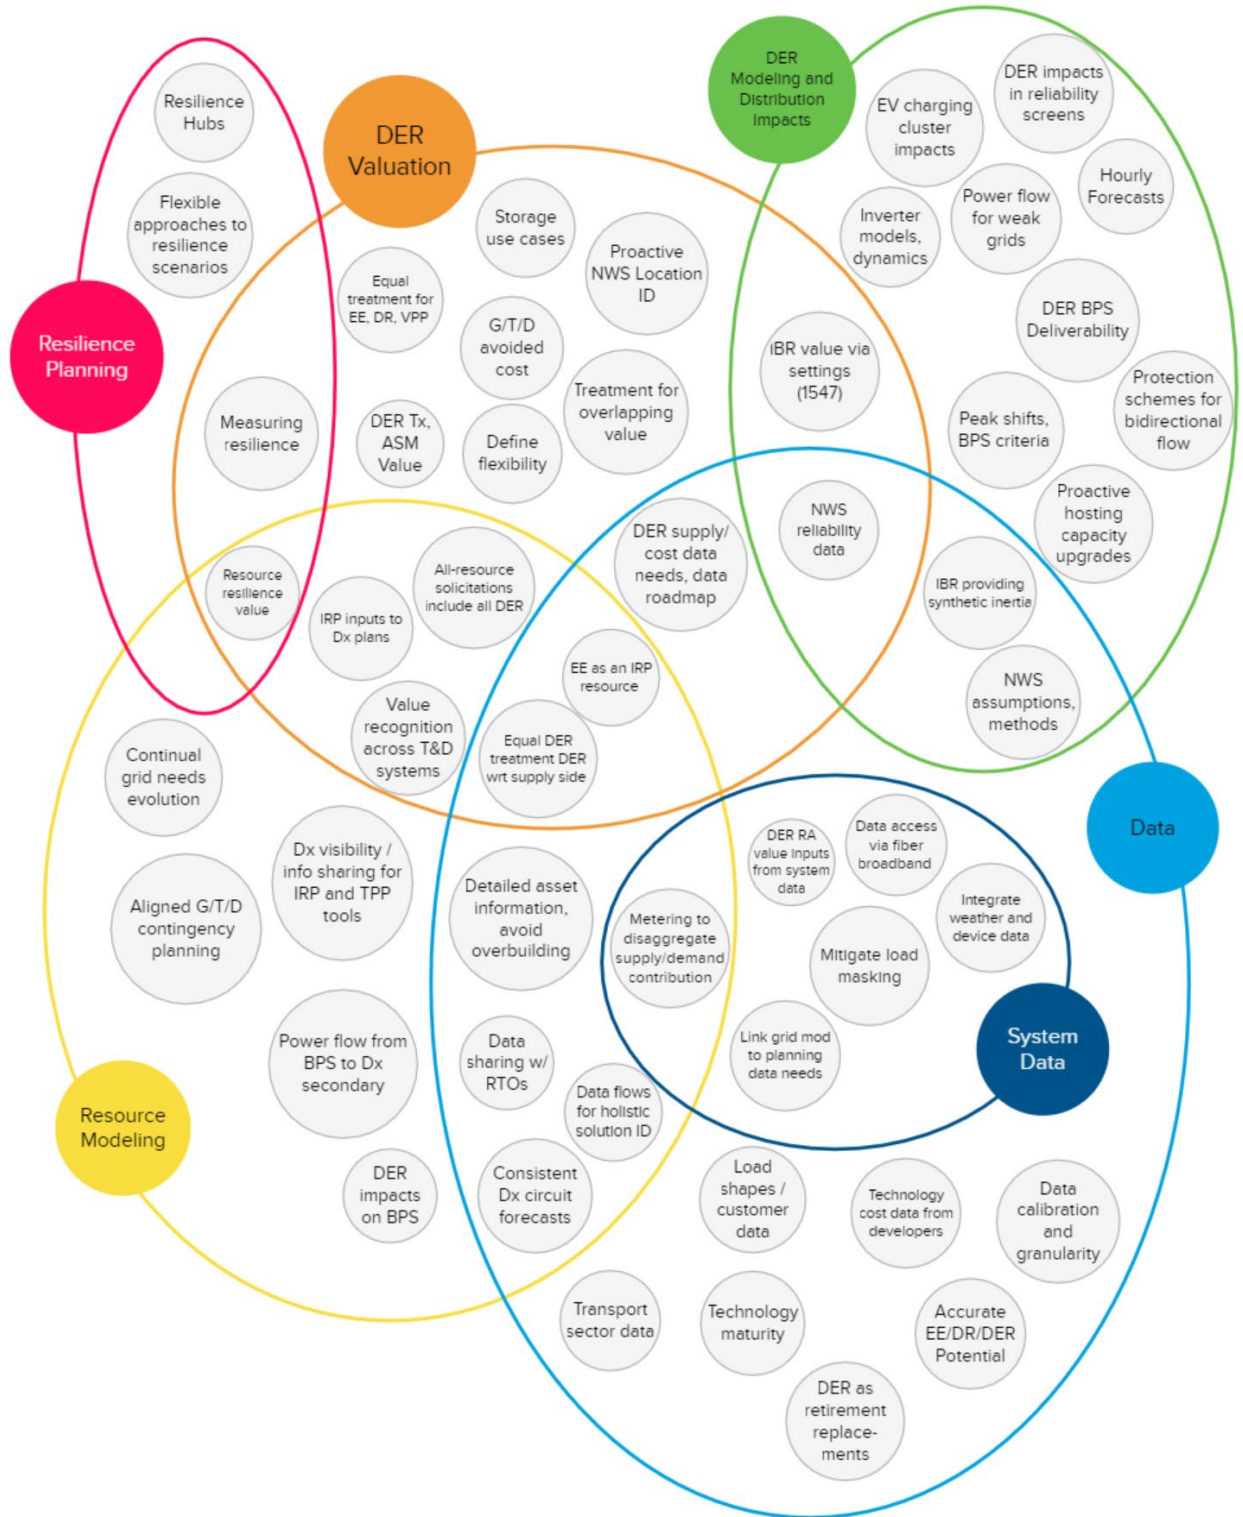 Resilience
Hubs
Flexible
approaches to
resilience
scenarios
Resilience
Planning
Measuring
resilience
Resource
resilience
value
DER
Valuation
Storage
use cases
Proactive
NWS Location
ID
Equal
treatment for
EE, DR, VPP
G/T/D
avoided
cost
Treatment for
overlapping
value
DER Tx,
ASM
Value
Define
flexibility
DER
Modeling and
Distribution
Impacts
EV charging
cluster
impacts
DER impacts
in reliability
screens
Hourly
Forecasts
Inverter
models,
dynamics
Power flow
for weak
grids
DER BPS
Deliverability
IBR value via
settings
(1547)
Peak shifts,
BPS criteria
Protection
schemes for
bidirectional
flow
Proactive
hosting
capacity
upgrades
NWS
reliability
data
DER supply/
cost data
needs, data
roadmap
IBR providing
synthetic inertia
NWS
assumptions,
methods
All-resource
solicitations
include all DER
IRP inputs to
Dx plans
EE as an IRP
resource
Value
recognition
across T&D
systems
Equal DER
treatment DER
wrt supply side
Continual
grid needs
evolution
Dx visibility /
info sharing for
IRP and TPP
tools
Aligned G/T/D
contingency
planning
Detailed asset
information,
avoid
overbuilding
Metering to
disaggregate
supply/demand
contribution
DER RA
value inputs
from system
data
Data access
via fiber
broadband
Integrate
weather and
device data
Mitigate load
masking
Link grid mod
to planning
data needs
System
Data
Data
Power flow from
BPS to Dx
secondary
Data
sharing w/
RTOs
Data flows
for holistic
solution ID
Resource
Modeling
DER
impacts
on BPS
Consistent
Dx circuit
forecasts
Load
shapes /
customer
data
Technology
cost data from
developers
Data
calibration
and
granularity
Transport
sector data
Technology
maturity
Accurate
EE/DR/DER
Potential
DER as
retirement
replace-
ments